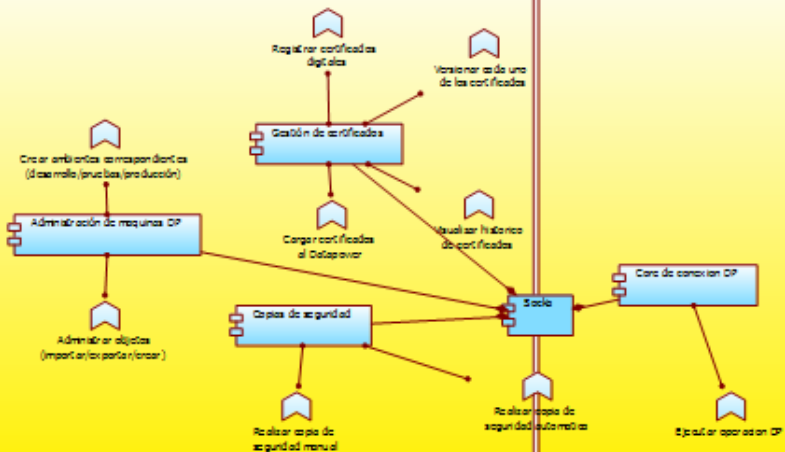 Registrar certificados
digitales
Versionar cada uno
de los certificados
Gestión de certificados
Crear ambientes correspondientes
(desarrollo/pruebas/producción)
Cargar certificados
al Datapower
Visualizar historico
de certificados
Administración de maquinas DP
Core de conexion DP
Copias de seguridad
Administrar objetos
(importar/exportar/crear)
Realizar copia de
seguridad manual
Realizar copia de
seguridad automatica
Ejecutar operacion DP